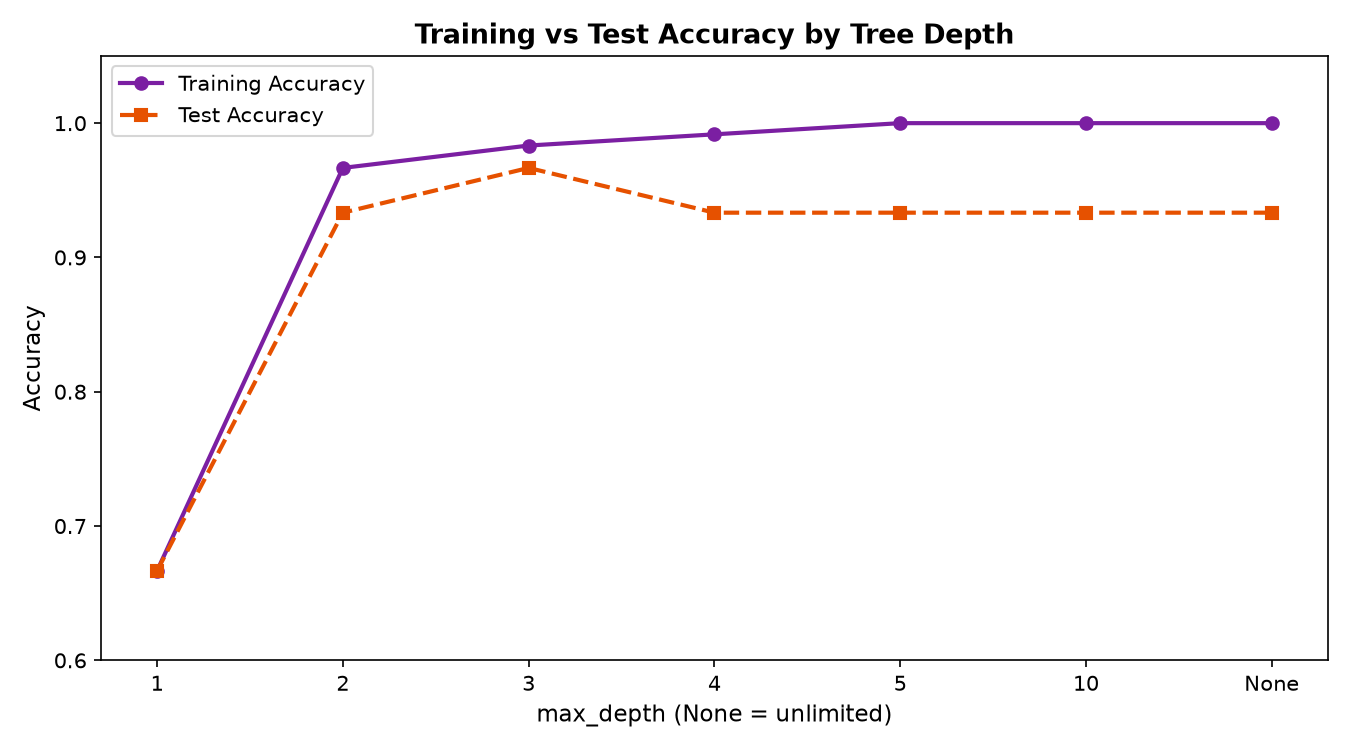 Training vs Test Accuracy by Tree Depth
Training Accuracy
Test Accuracy
Accuracy
1.0
0.9
0.8
0.7
0.6
1 2 3 4 5 10 None
max_depth (None = unlimited)